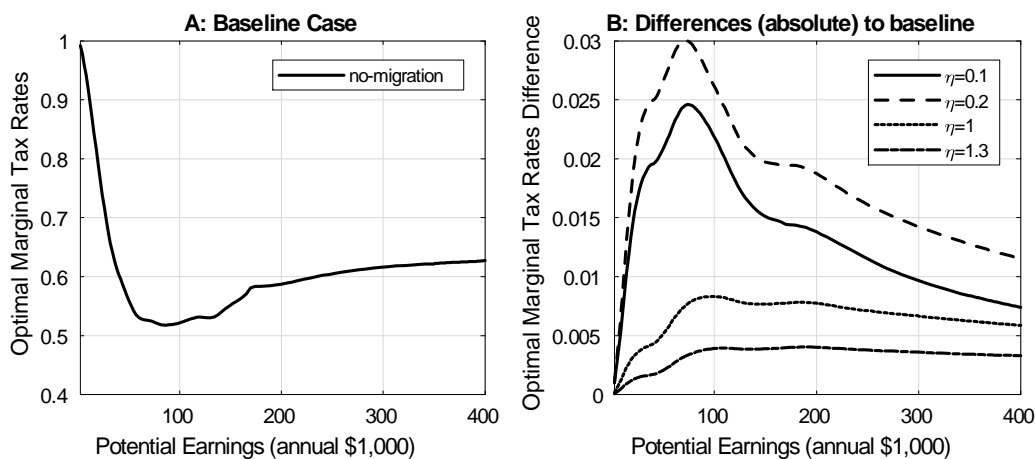 A: Baseline Case
1
0.9
0.8
0.7
0.6
0.5
0.4
Optimal Marginal Tax Rates
no-migration
100
200
300
400
Potential Earnings (annual $1,000)
B: Differences (absolute) to baseline
0.03
0.025
0.02
0.015
0.01
0.005
0
Optimal Marginal Tax Rates Difference
η=0.1
η=0.2
η=1
η=1.3
100
200
300
400
Potential Earnings (annual $1,000)